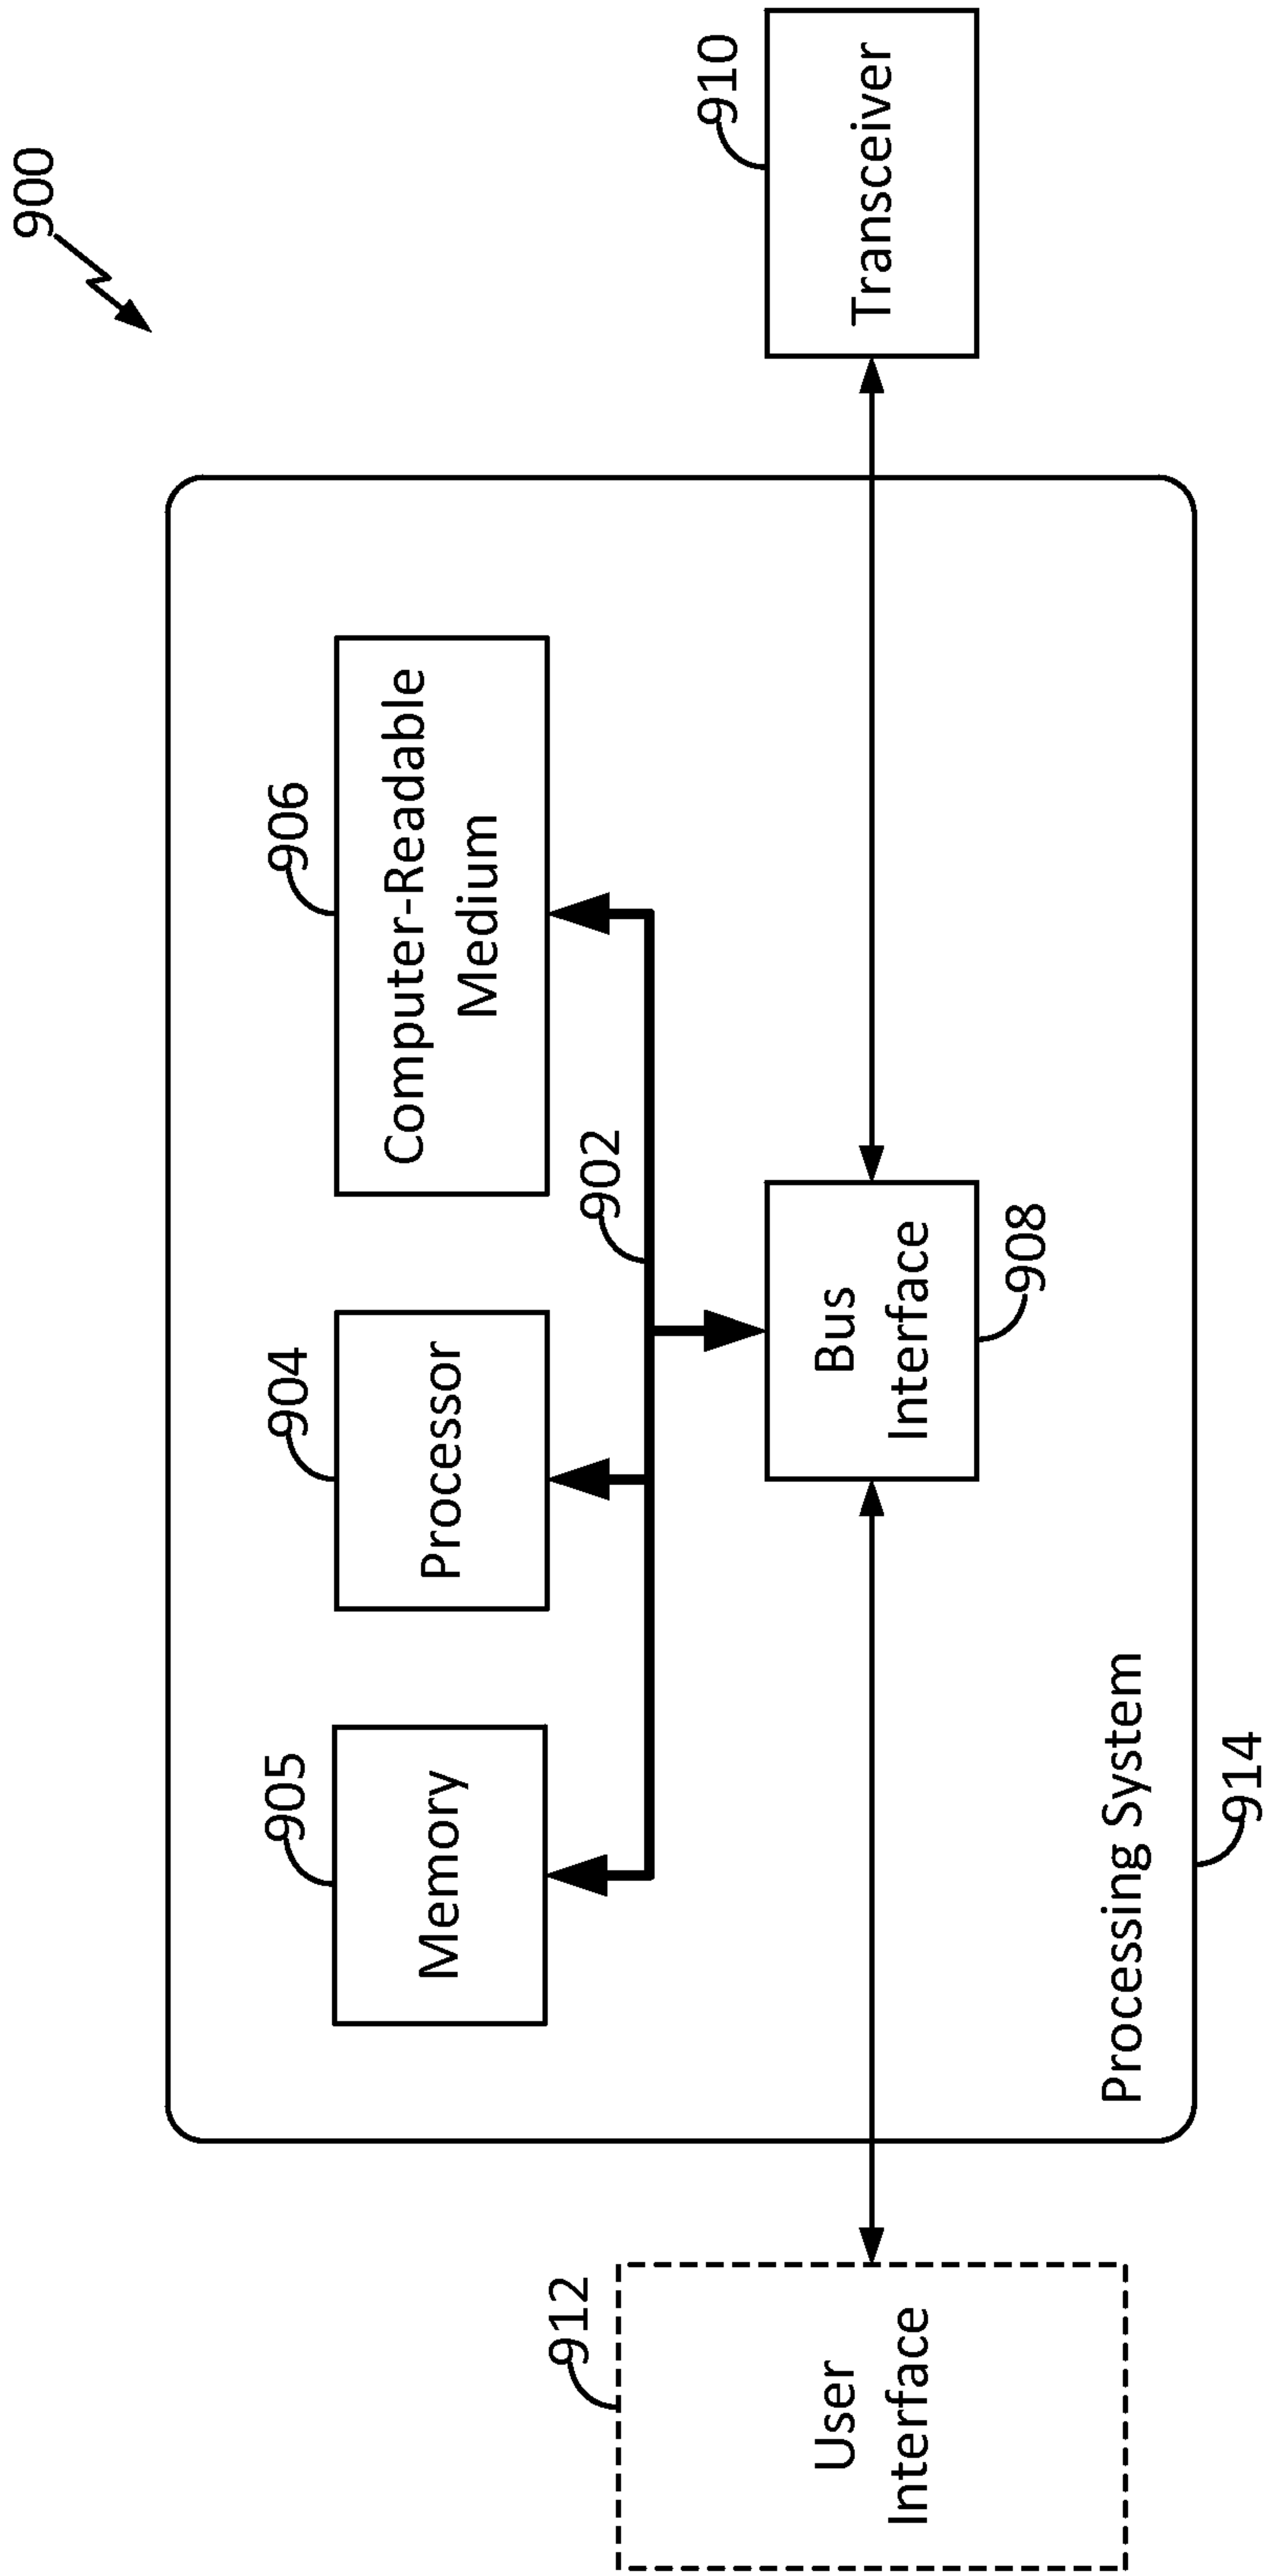 900
905
904
906
Memory
Processor
Computer-Readable
Medium
902
912
910
User
Interface
Bus
Interface
Transceiver
908
Processing System
914